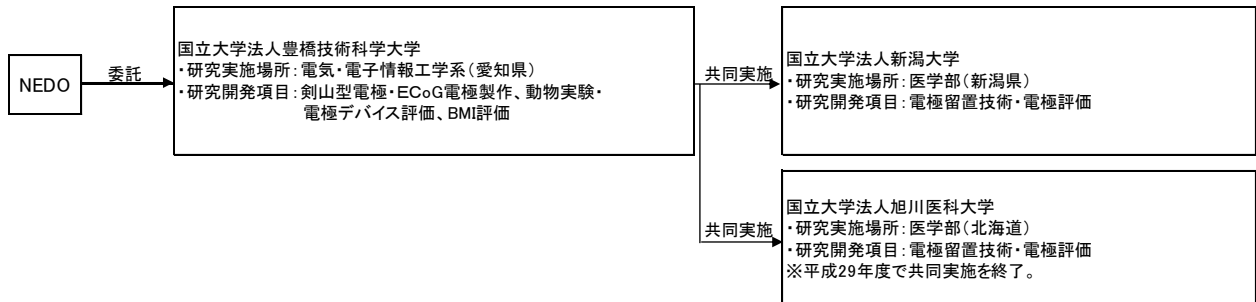 NEDO
委託
国立大学法人豊橋技術科学大学
・研究実施場所：電気・電子情報工学系（愛知県）
・研究開発項目：剣山型電極・ECoG電極製作、動物実験・
電極デバイス評価、BMI評価
共同実施
国立大学法人新潟大学
・研究実施場所：医学部（新潟県）
・研究開発項目：電極留置技術・電極評価
共同実施
国立大学法人旭川医科大学
・研究実施場所：医学部（北海道）
・研究開発項目：電極留置技術・電極評価
※平成29年度で共同実施を終了。